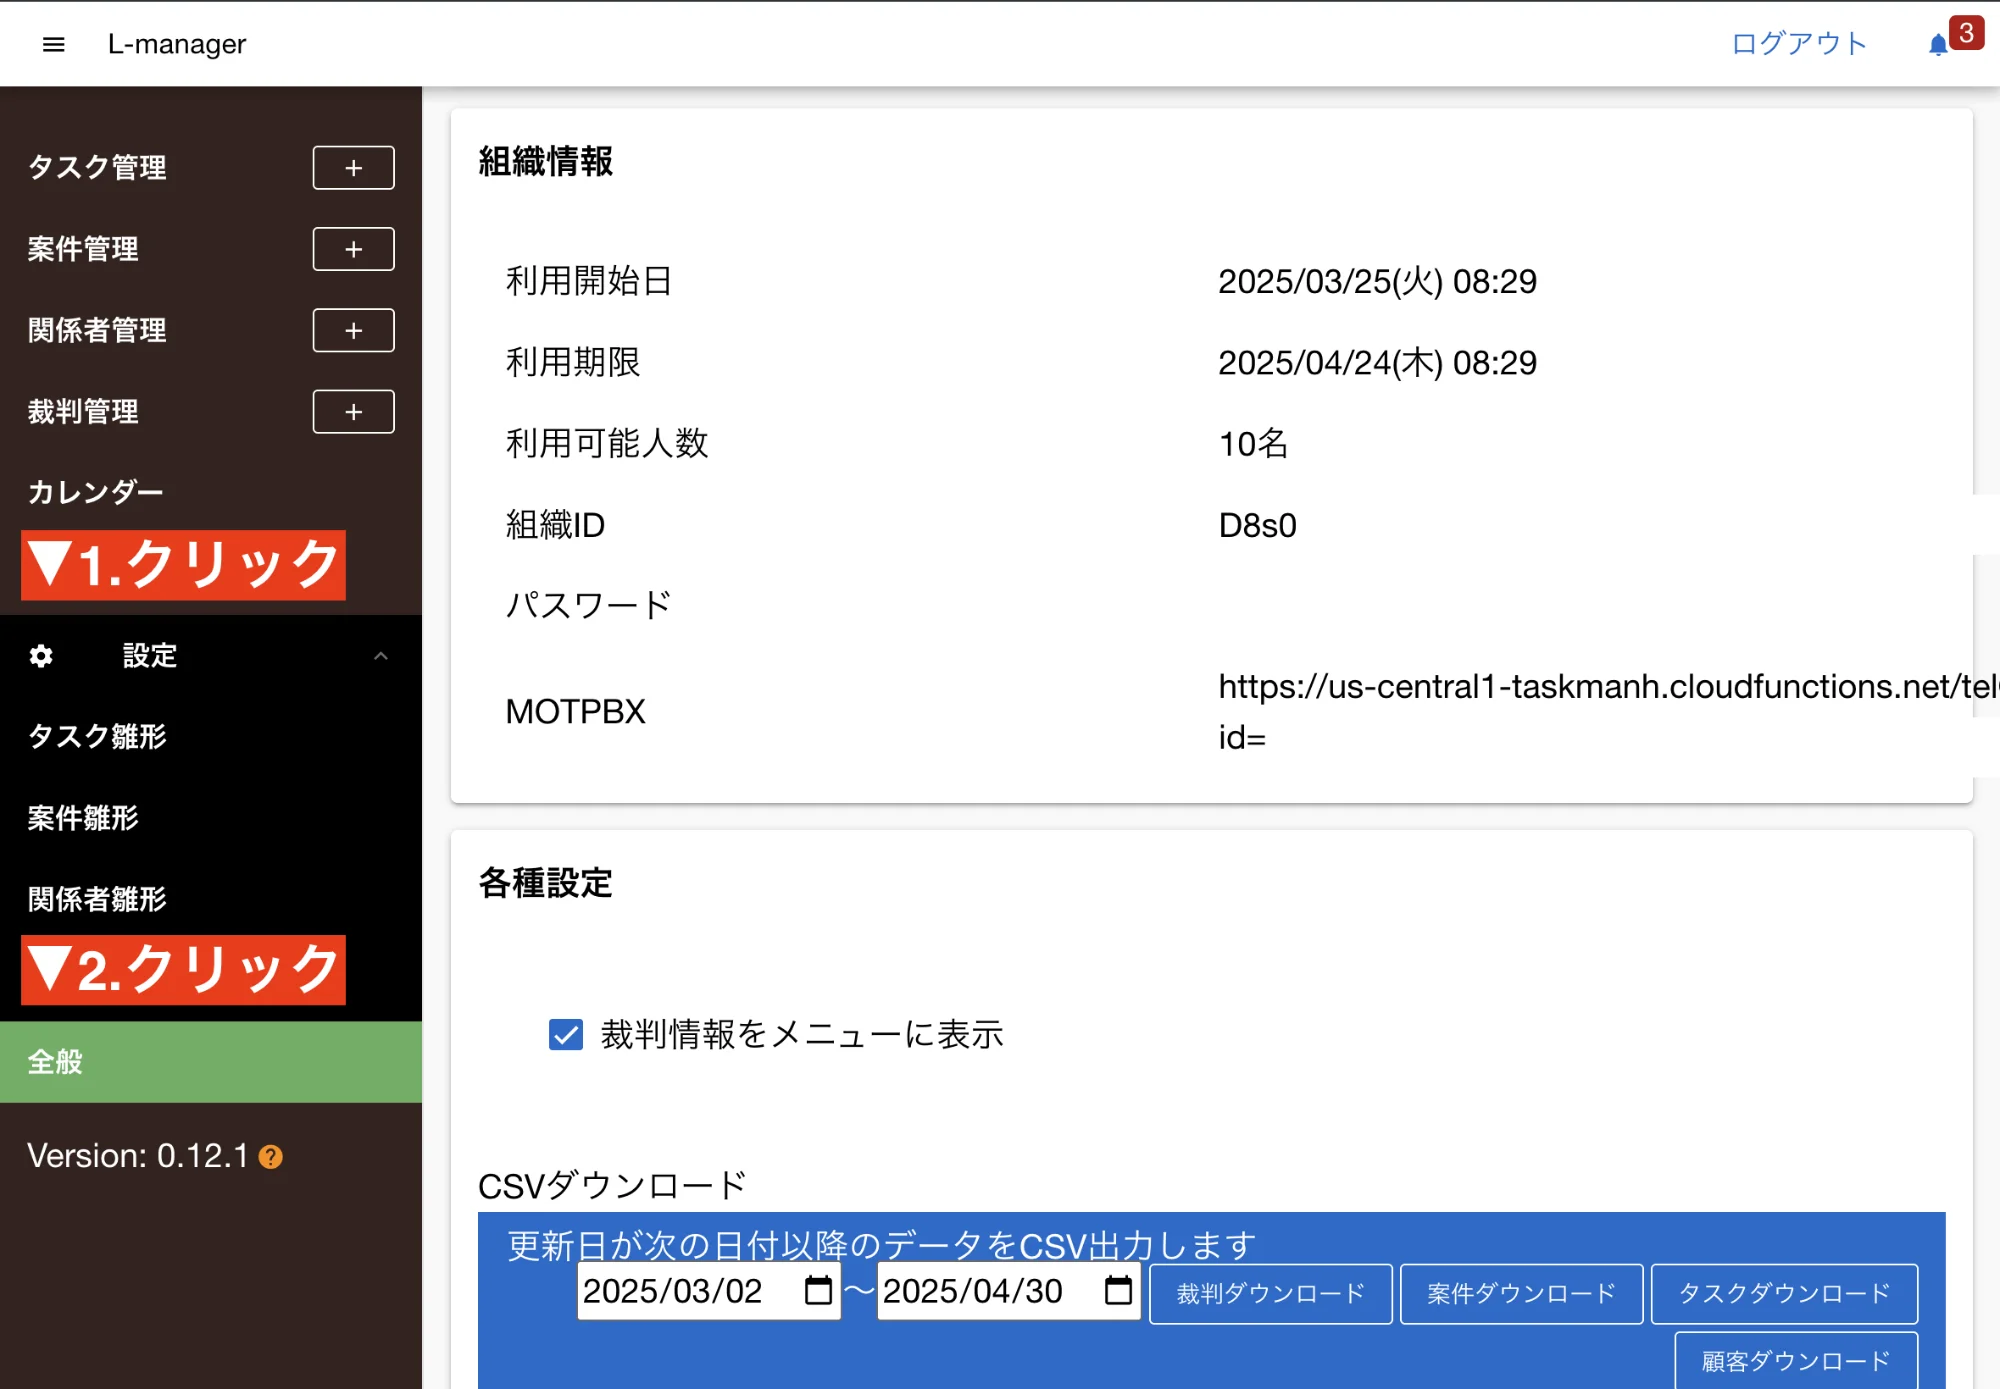 L-manager
ログアウト
3
タスク管理
+
案件管理
+
関係者管理
+
裁判管理
+
カレンダー
▼1.クリック
設定
タスク雛形
案件雛形
関係者雛形
▼2.クリック
全般
Version: 0.12.1 ?
組織情報
利用開始日 2025/03/25(火) 08:29
利用期限 2025/04/24(木) 08:29
利用可能人数 10名
組織ID D8s0
パスワード
MOTPBX
https://us-central1-taskmanh.cloudfunctions.net/tel
id=
各種設定
裁判情報をメニューに表示
CSVダウンロード
更新日が次の日付以降のデータをCSV出力します
2025/03/02 〜 2025/04/30 裁判ダウンロード 案件ダウンロード タスクダウンロード
顧客ダウンロード